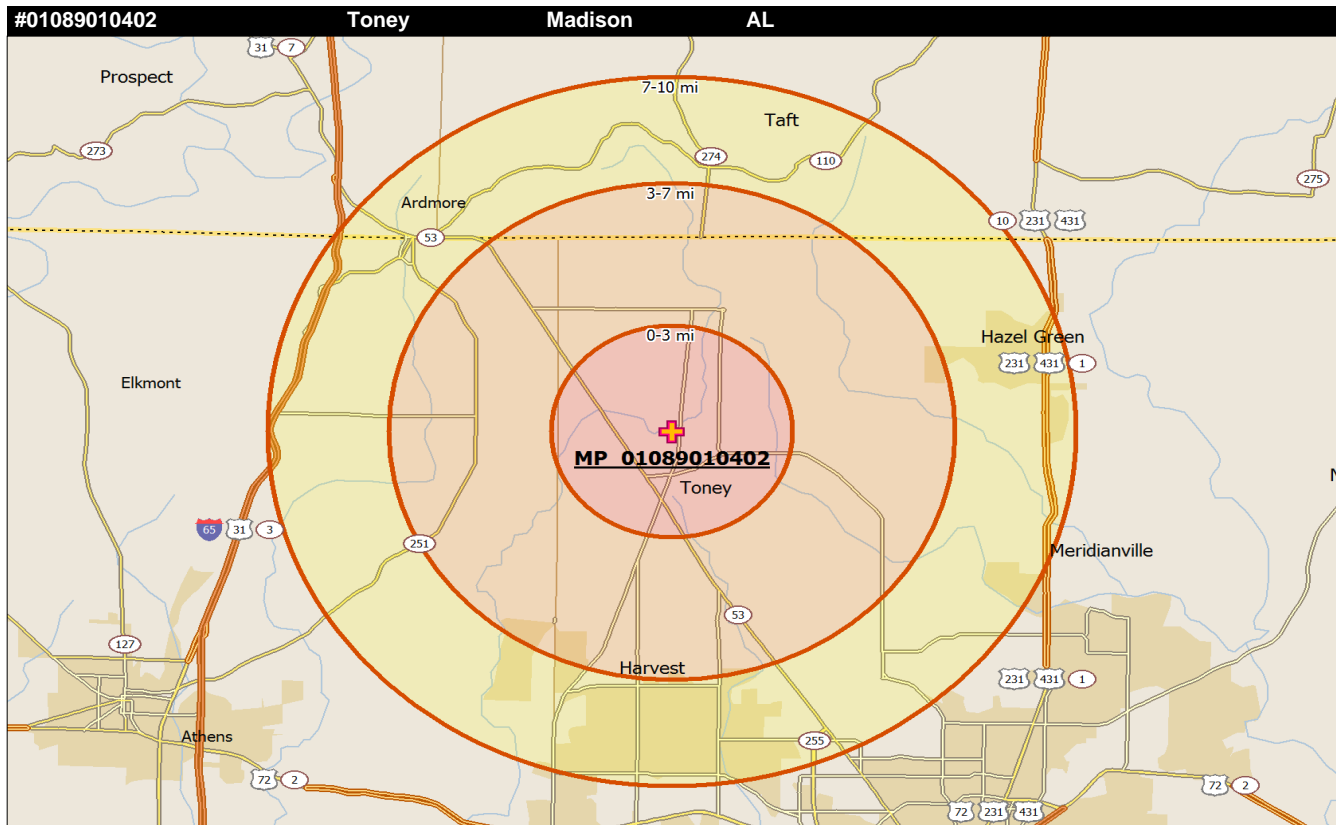 #01089010402 Toney Madison AL
31 7
Prospect
7-10 mi
Taft
273
274
110
275
3-7 mi
Ardmore
10 231 431
53
0-3 mi
Hazel Green
231 431 1
Elkmont
MP 01089010402
Toney
N
65 31 3
251
Meridianville
53
127
Harvest
231 431 1
Athens
255
72 2
72 2
72 231 431